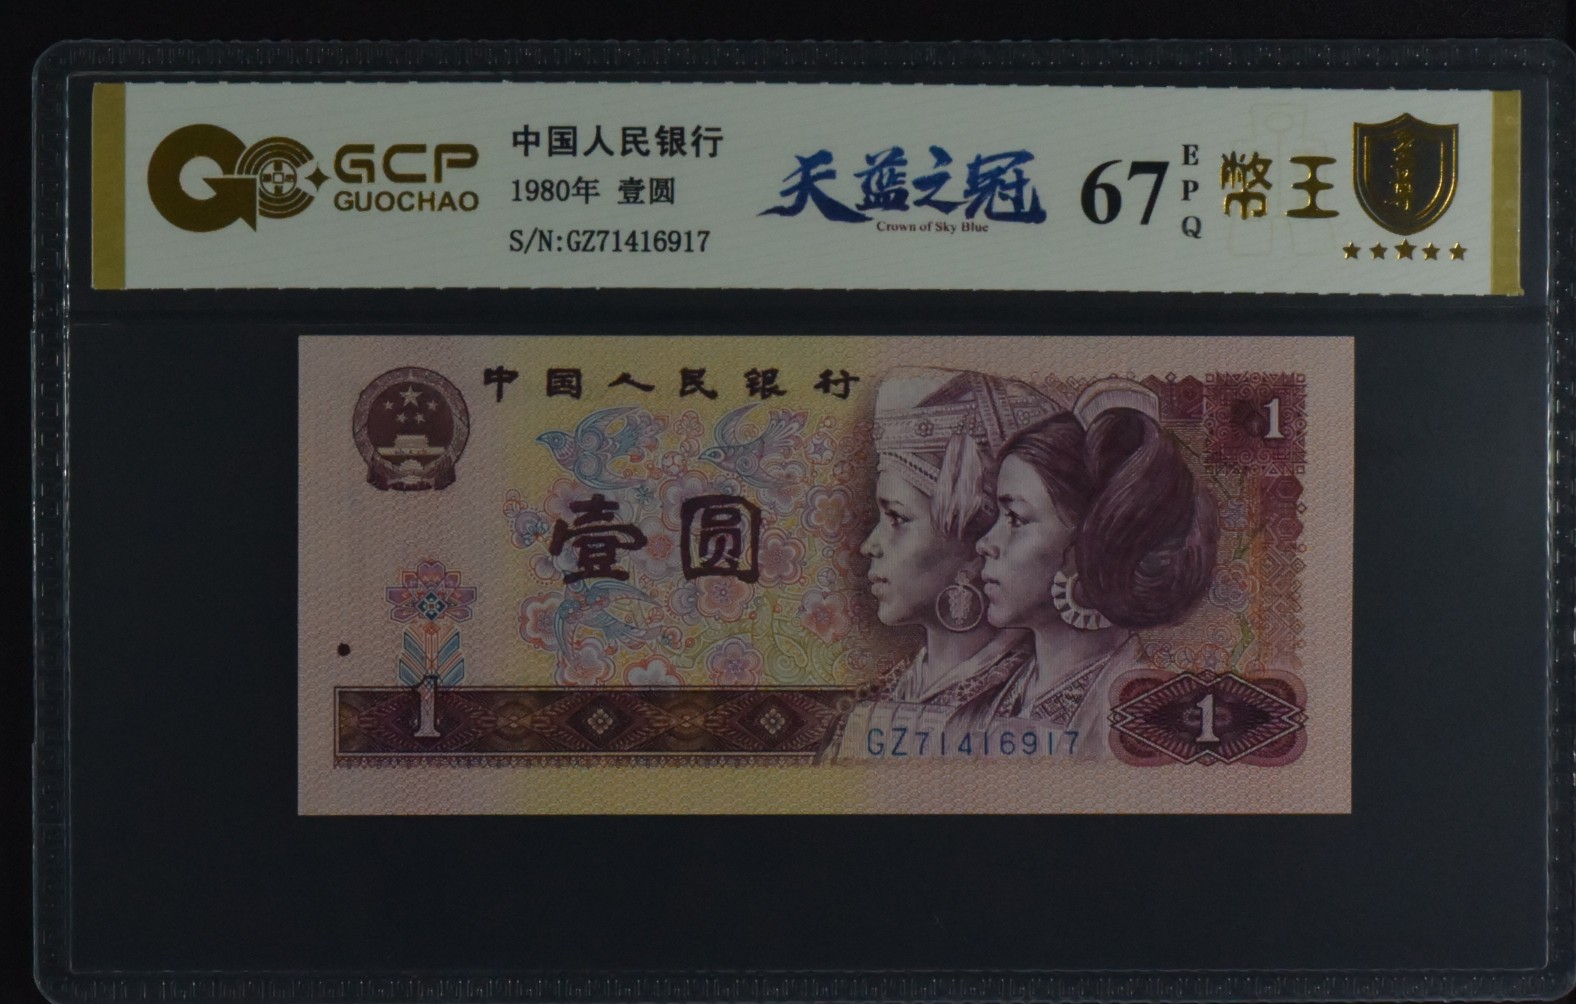 GCP
GUOCHAO
中国人民银行
1980年 壹圆
S/N:GZ71416917
天蓝之冠
Crown of Sky Blue
67
EPQ
幣王
中国人民银行
1
壹圆
1
GZ71416917
1